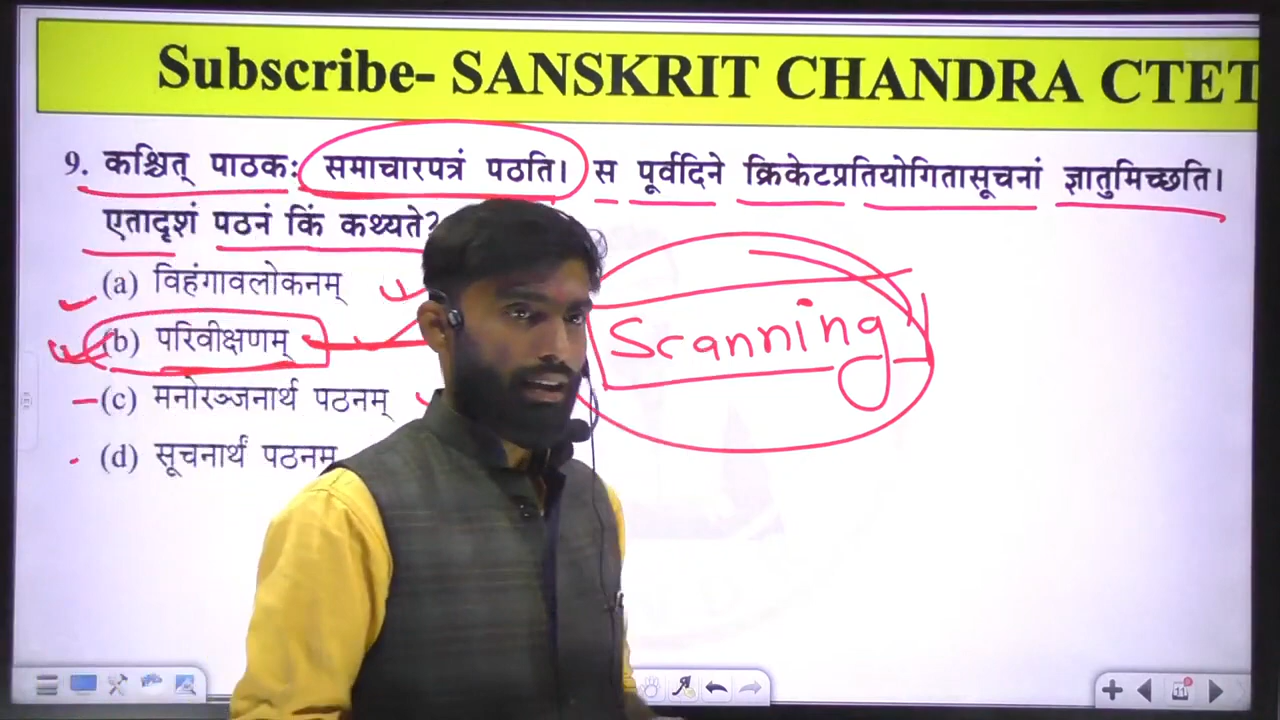 Subscribe- SANSKRIT CHANDRA CTET
9. कश्चित् पाठकः समाचारपत्रं पठति। स पूर्वदिने क्रिकेटप्रतियोगितासूचनां ज्ञातुमिच्छति।
एतादृशं पठनं किं कथ्यते?
(a) विहंगावलोकनम्
(b) परिवीक्षणम्
Scanning
(c) मनोरञ्जनार्थ पठनम्
(d) सूचनार्थं पठनम्
11